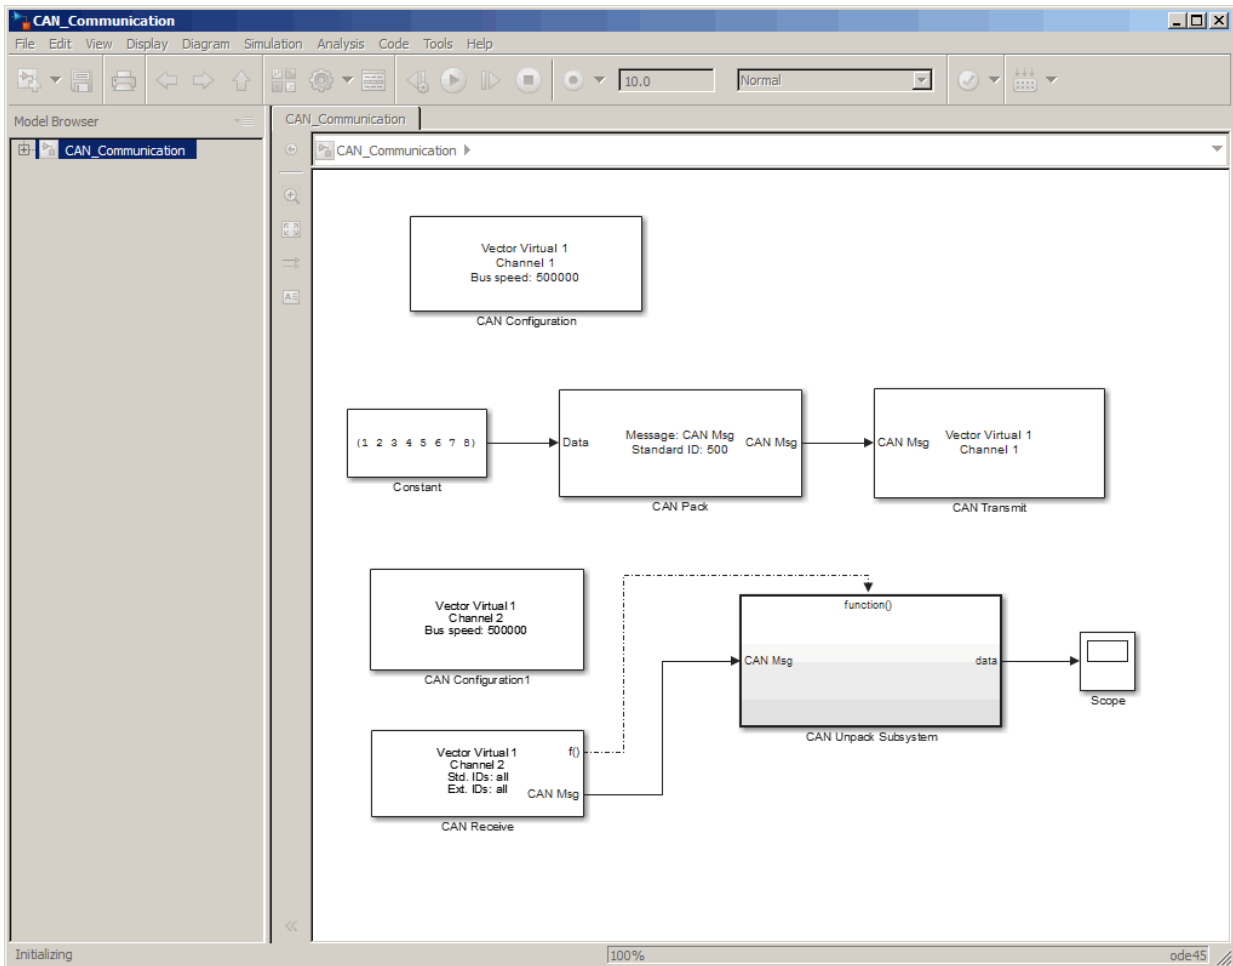 CAN_Communication
File Edit View Display Diagram Simulation Analysis Code Tools Help
10.0 Normal
Model Browser
CAN_Communication
CAN_Communication
CAN_Communication
Vector Virtual 1
Channel 1
Bus speed: 500000
CAN Configuration
(1 2 3 4 5 6 7 8)
Constant
Data
Message: CAN Msg
Standard ID: 500
CAN Msg
CAN Pack
CAN Msg
Vector Virtual 1
Channel 1
CAN Transmit
Vector Virtual 1
Channel 2
Bus speed: 500000
CAN Configuration1
function()
CAN Msg
data
CAN Unpack Subsystem
Scope
Vector Virtual 1
Channel 2
Std. IDs: all
Ext. IDs: all
f()
CAN Msg
CAN Receive
Initializing
100%
ode45